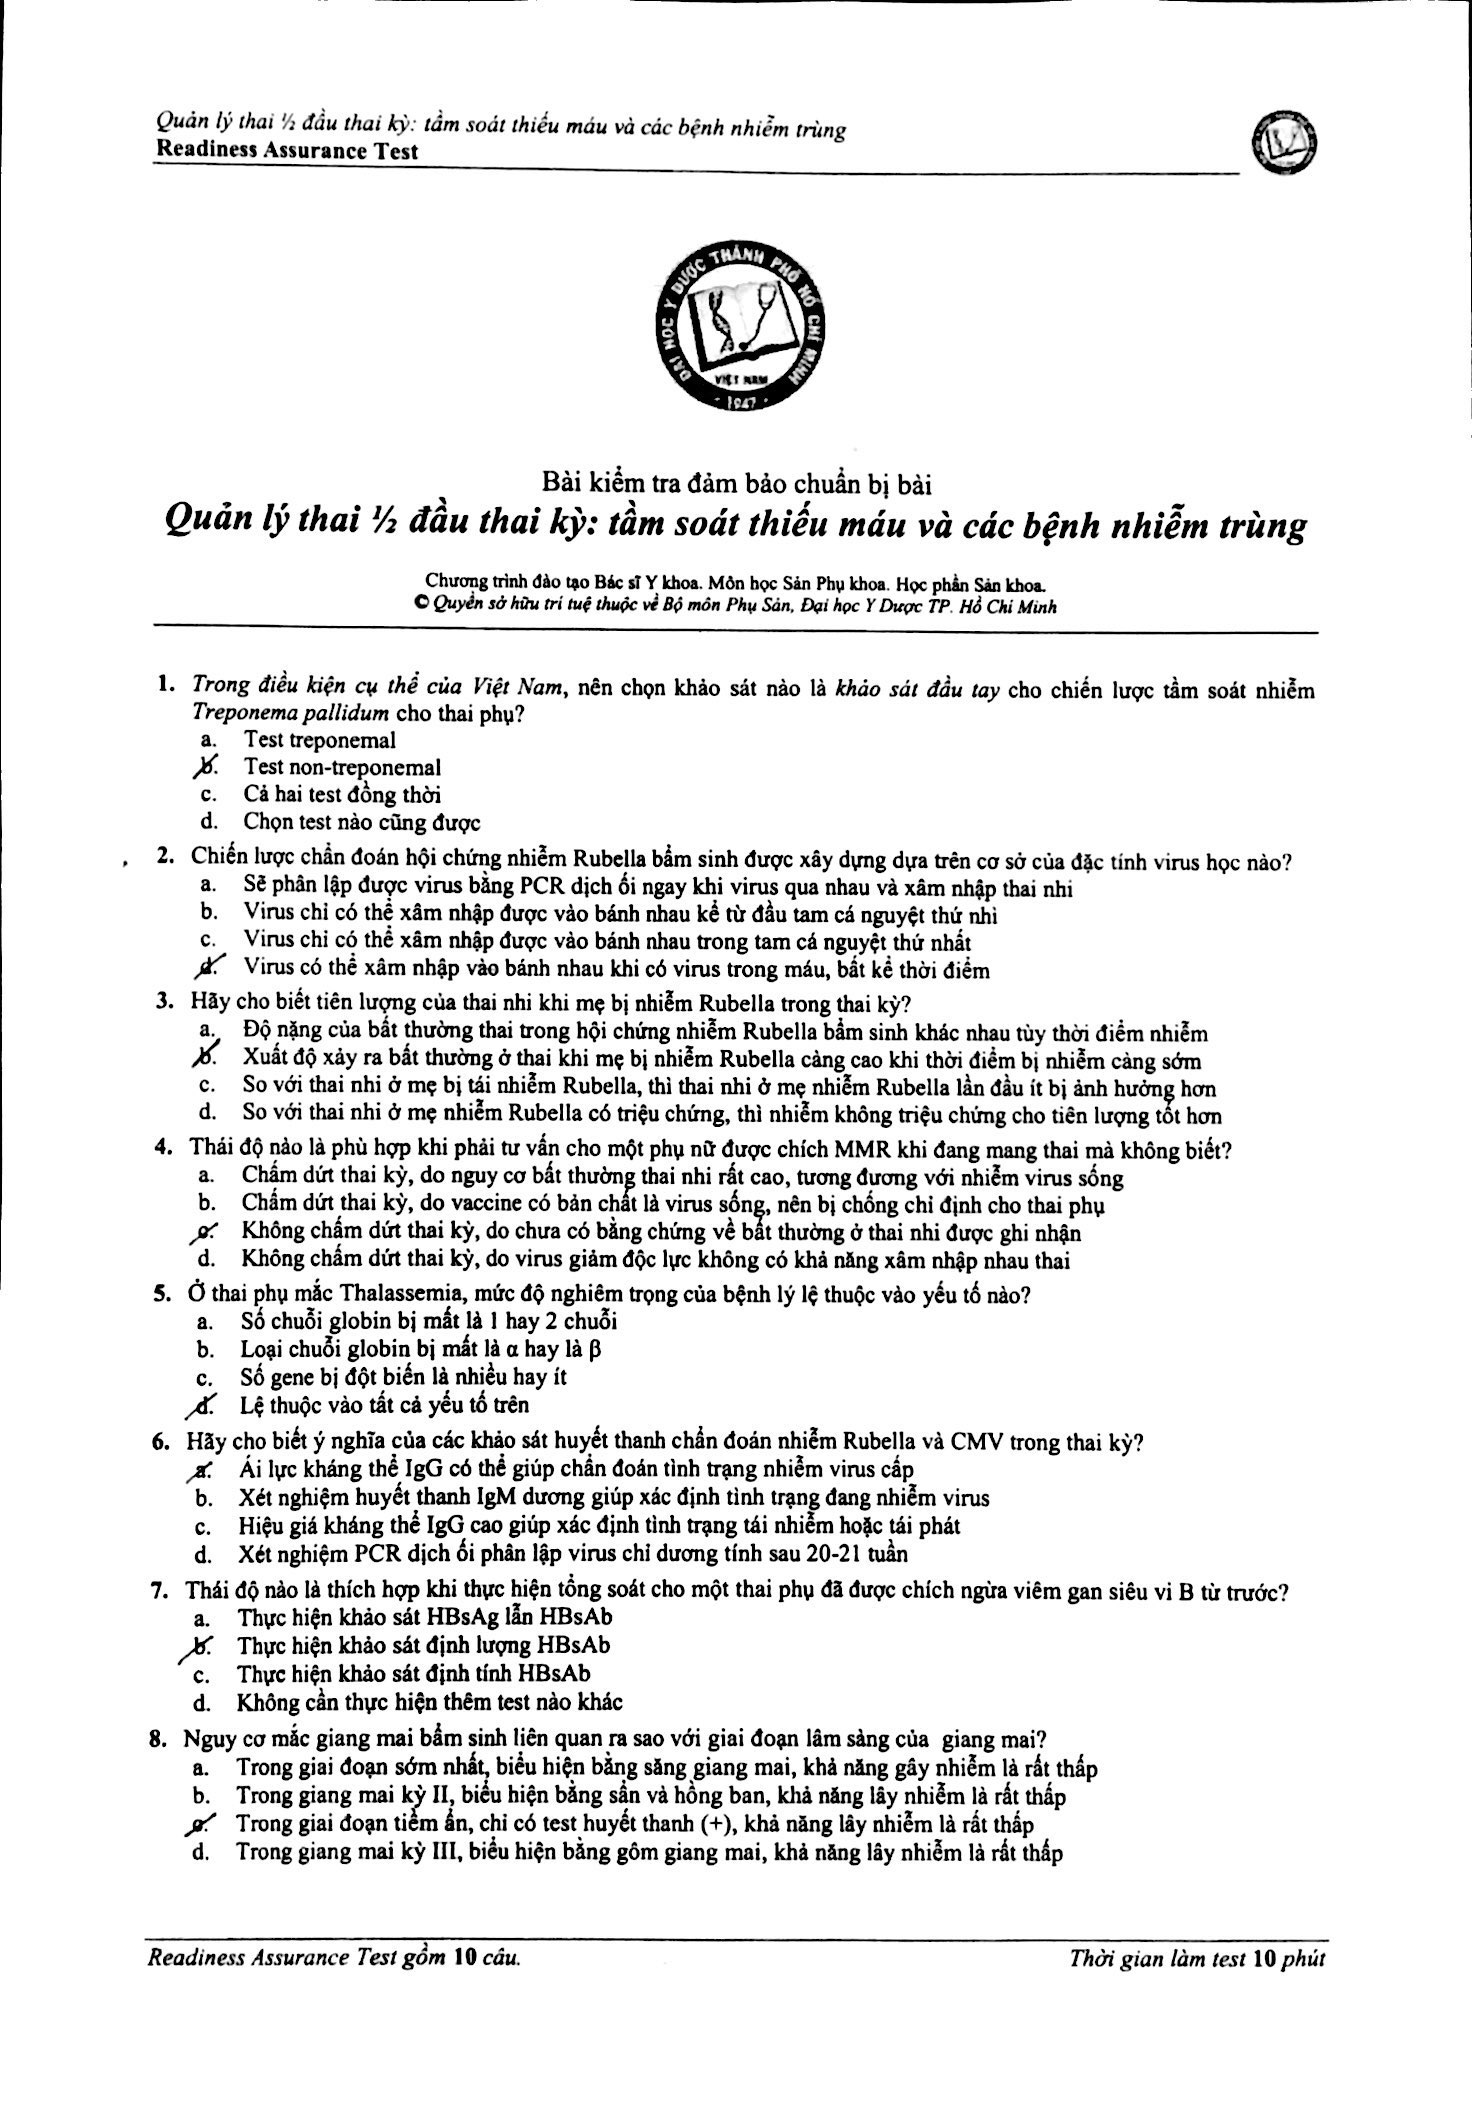 Quản lý thai ½ đầu thai kỳ: tầm soát thiếu máu và các bệnh nhiễm trùng
Readiness Assurance Test
ĐẠI HỌC Y DƯỢC THÀNH PHỐ HỒ CHÍ MINH
VIỆT NAM
- 1947 -
Bài kiểm tra đảm bảo chuẩn bị bài
Quản lý thai ½ đầu thai kỳ: tầm soát thiếu máu và các bệnh nhiễm trùng
Chương trình đào tạo Bác sĩ Y khoa. Môn học Sản Phụ khoa. Học phần Sản khoa.
© Quyền sở hữu trí tuệ thuộc về Bộ môn Phụ Sản, Đại học Y Dược TP. Hồ Chí Minh
1. Trong điều kiện cụ thể của Việt Nam, nên chọn khảo sát nào là khảo sát đầu tay cho chiến lược tầm soát nhiễm
Treponema pallidum cho thai phụ?
a. Test treponemal
b. Test non-treponemal
c. Cả hai test đồng thời
d. Chọn test nào cũng được
2. Chiến lược chẩn đoán hội chứng nhiễm Rubella bẩm sinh được xây dựng dựa trên cơ sở của đặc tính virus học nào?
a. Sẽ phân lập được virus bằng PCR dịch ối ngay khi virus qua nhau và xâm nhập thai nhi
b. Virus chỉ có thể xâm nhập được vào bánh nhau kể từ đầu tam cá nguyệt thứ nhì
c. Virus chỉ có thể xâm nhập được vào bánh nhau trong tam cá nguyệt thứ nhất
d. Virus có thể xâm nhập vào bánh nhau khi có virus trong máu, bất kể thời điểm
3. Hãy cho biết tiên lượng của thai nhi khi mẹ bị nhiễm Rubella trong thai kỳ?
a. Độ nặng của bất thường thai trong hội chứng nhiễm Rubella bẩm sinh khác nhau tùy thời điểm nhiễm
b. Xuất độ xảy ra bất thường ở thai khi mẹ bị nhiễm Rubella càng cao khi thời điểm bị nhiễm càng sớm
c. So với thai nhi ở mẹ bị tái nhiễm Rubella, thì thai nhi ở mẹ nhiễm Rubella lần đầu ít bị ảnh hưởng hơn
d. So với thai nhi ở mẹ nhiễm Rubella có triệu chứng, thì nhiễm không triệu chứng cho tiên lượng tốt hơn
4. Thái độ nào là phù hợp khi phải tư vấn cho một phụ nữ được chích MMR khi đang mang thai mà không biết?
a. Chấm dứt thai kỳ, do nguy cơ bất thường thai nhi rất cao, tương đương với nhiễm virus sống
b. Chấm dứt thai kỳ, do vaccine có bản chất là virus sống, nên bị chống chỉ định cho thai phụ
c. Không chấm dứt thai kỳ, do chưa có bằng chứng về bất thường ở thai nhi được ghi nhận
d. Không chấm dứt thai kỳ, do virus giảm độc lực không có khả năng xâm nhập nhau thai
5. Ở thai phụ mắc Thalassemia, mức độ nghiêm trọng của bệnh lý lệ thuộc vào yếu tố nào?
a. Số chuỗi globin bị mất là 1 hay 2 chuỗi
b. Loại chuỗi globin bị mất là α hay là β
c. Số gene bị đột biến là nhiều hay ít
d. Lệ thuộc vào tất cả yếu tố trên
6. Hãy cho biết ý nghĩa của các khảo sát huyết thanh chẩn đoán nhiễm Rubella và CMV trong thai kỳ?
a. Ái lực kháng thể IgG có thể giúp chẩn đoán tình trạng nhiễm virus cấp
b. Xét nghiệm huyết thanh IgM dương giúp xác định tình trạng đang nhiễm virus
c. Hiệu giá kháng thể IgG cao giúp xác định tình trạng tái nhiễm hoặc tái phát
d. Xét nghiệm PCR dịch ối phân lập virus chỉ dương tính sau 20-21 tuần
7. Thái độ nào là thích hợp khi thực hiện tổng soát cho một thai phụ đã được chích ngừa viêm gan siêu vi B từ trước?
a. Thực hiện khảo sát HBsAg lẫn HBsAb
b. Thực hiện khảo sát định lượng HBsAb
c. Thực hiện khảo sát định tính HBsAb
d. Không cần thực hiện thêm test nào khác
8. Nguy cơ mắc giang mai bẩm sinh liên quan ra sao với giai đoạn lâm sàng của giang mai?
a. Trong giai đoạn sớm nhất, biểu hiện bằng săng giang mai, khả năng gây nhiễm là rất thấp
b. Trong giang mai kỳ II, biểu hiện bằng sẩn và hồng ban, khả năng lây nhiễm là rất thấp
c. Trong giai đoạn tiềm ẩn, chỉ có test huyết thanh (+), khả năng lây nhiễm là rất thấp
d. Trong giang mai kỳ III, biểu hiện bằng gôm giang mai, khả năng lây nhiễm là rất thấp
Readiness Assurance Test gồm 10 câu.
Thời gian làm test 10 phút